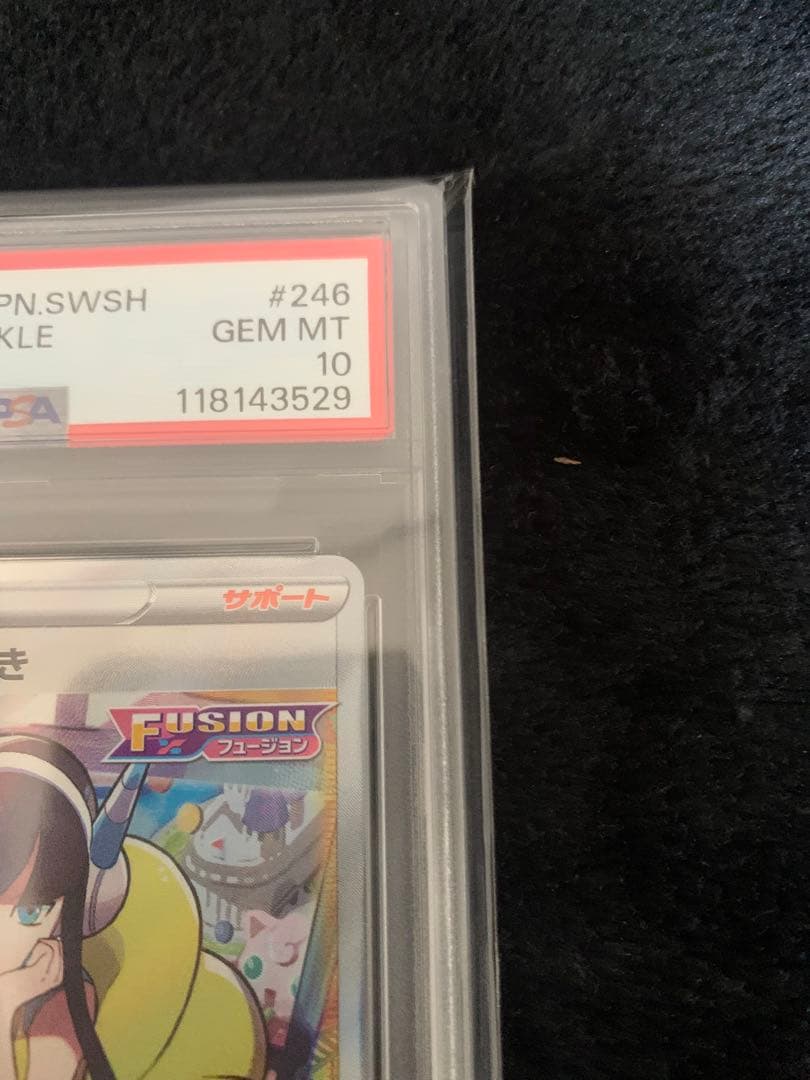 PN.SWSH #246
KLE GEM MT
10
PSA 118143529
サポート
き
FUSION
フュージョン